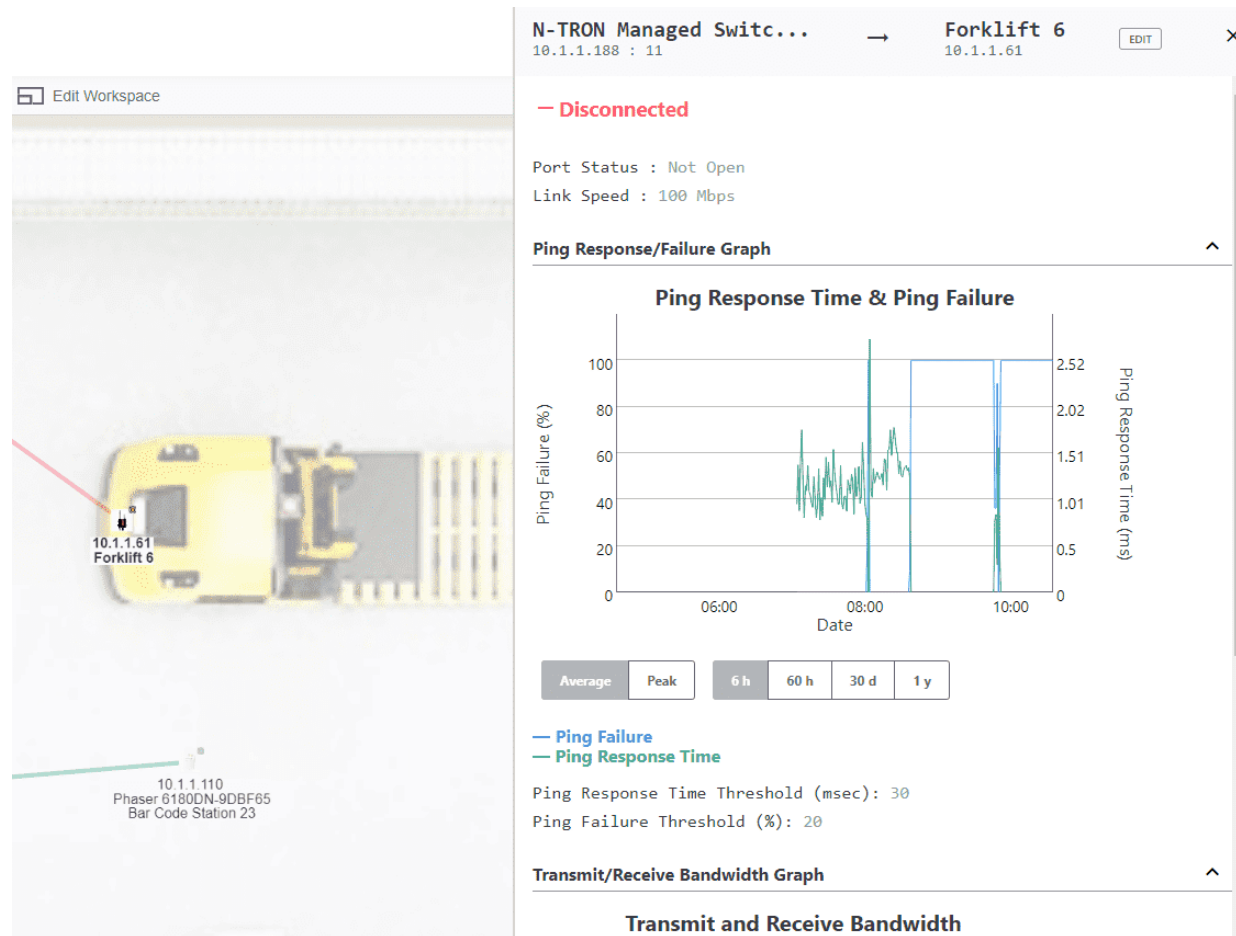 N-TRON Managed Switc... → Forklift 6 EDIT ×
10.1.1.188 : 11 10.1.1.61
Edit Workspace
— Disconnected
Port Status : Not Open
Link Speed : 100 Mbps
Ping Response/Failure Graph
Ping Response Time & Ping Failure
100
80
60
40
20
0
Ping Failure (%)
2.52
2.02
1.51
1.01
0.5
0
Ping Response Time (ms)
06:00 08:00 10:00
Date
Average Peak 6 h 60 h 30 d 1 y
— Ping Failure
— Ping Response Time
Ping Response Time Threshold (msec): 30
Ping Failure Threshold (%): 20
Transmit/Receive Bandwidth Graph
Transmit and Receive Bandwidth
10.1.1.61
Forklift 6
10.1.1.110
Phaser 6180DN-9DBF65
Bar Code Station 23